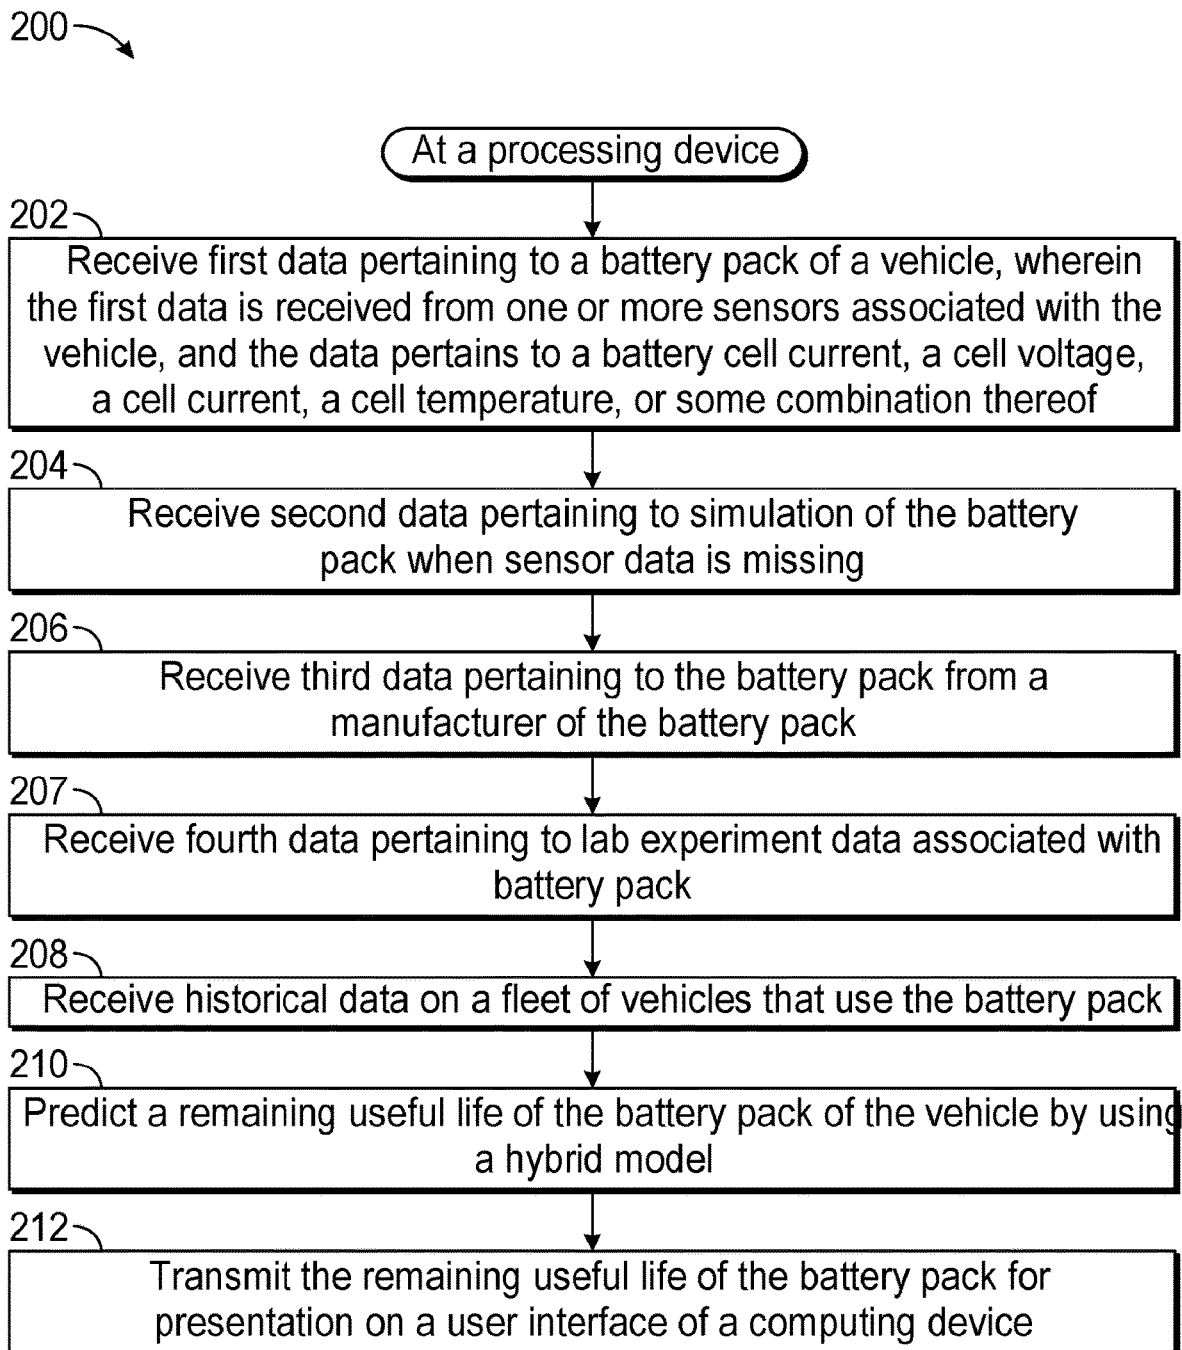 200
At a processing device
202
Receive first data pertaining to a battery pack of a vehicle, wherein
the first data is received from one or more sensors associated with the
vehicle, and the data pertains to a battery cell current, a cell voltage,
a cell current, a cell temperature, or some combination thereof
204
Receive second data pertaining to simulation of the battery
pack when sensor data is missing
206
Receive third data pertaining to the battery pack from a
manufacturer of the battery pack
207
Receive fourth data pertaining to lab experiment data associated with
battery pack
208
Receive historical data on a fleet of vehicles that use the battery pack
210
Predict a remaining useful life of the battery pack of the vehicle by using
a hybrid model
212
Transmit the remaining useful life of the battery pack for
presentation on a user interface of a computing device